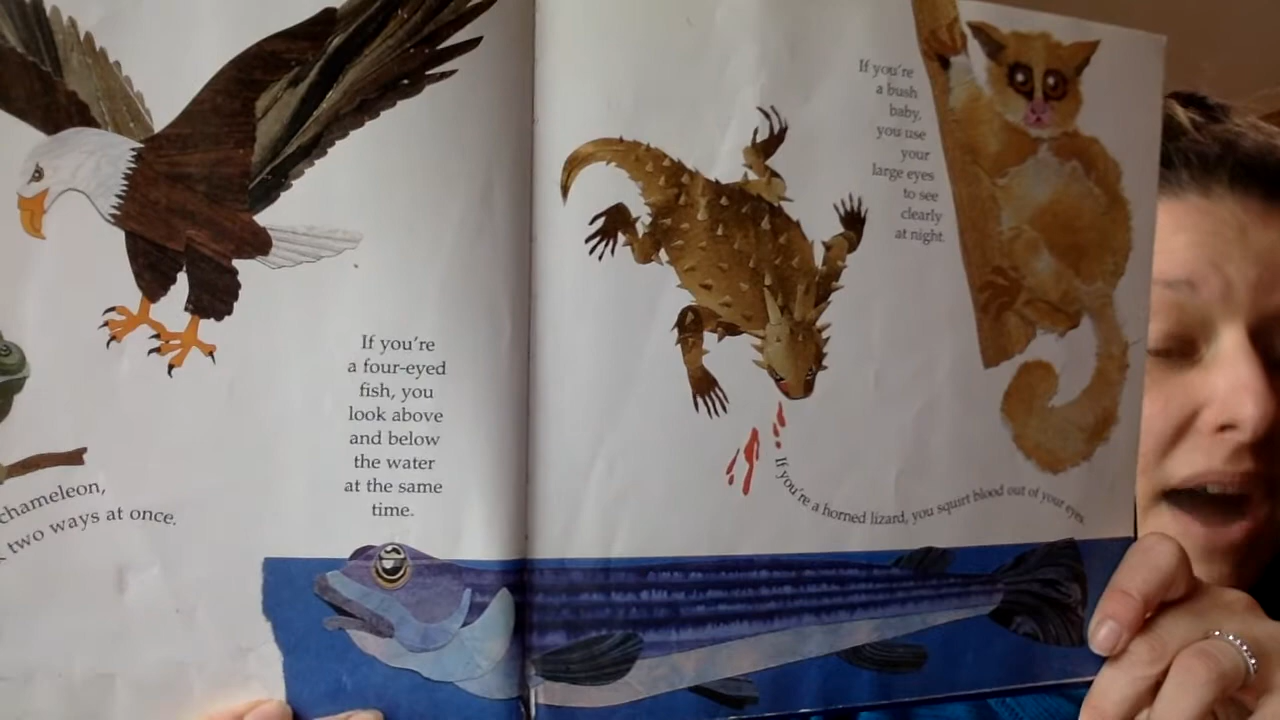 chameleon,
two ways at once.
If you're
a four-eyed
fish, you
look above
and below
the water
at the same
time.
If you're a horned lizard, you squirt blood out of your eyes.
If you're
a bush
baby,
you use
your
large eyes
to see
clearly
at night.